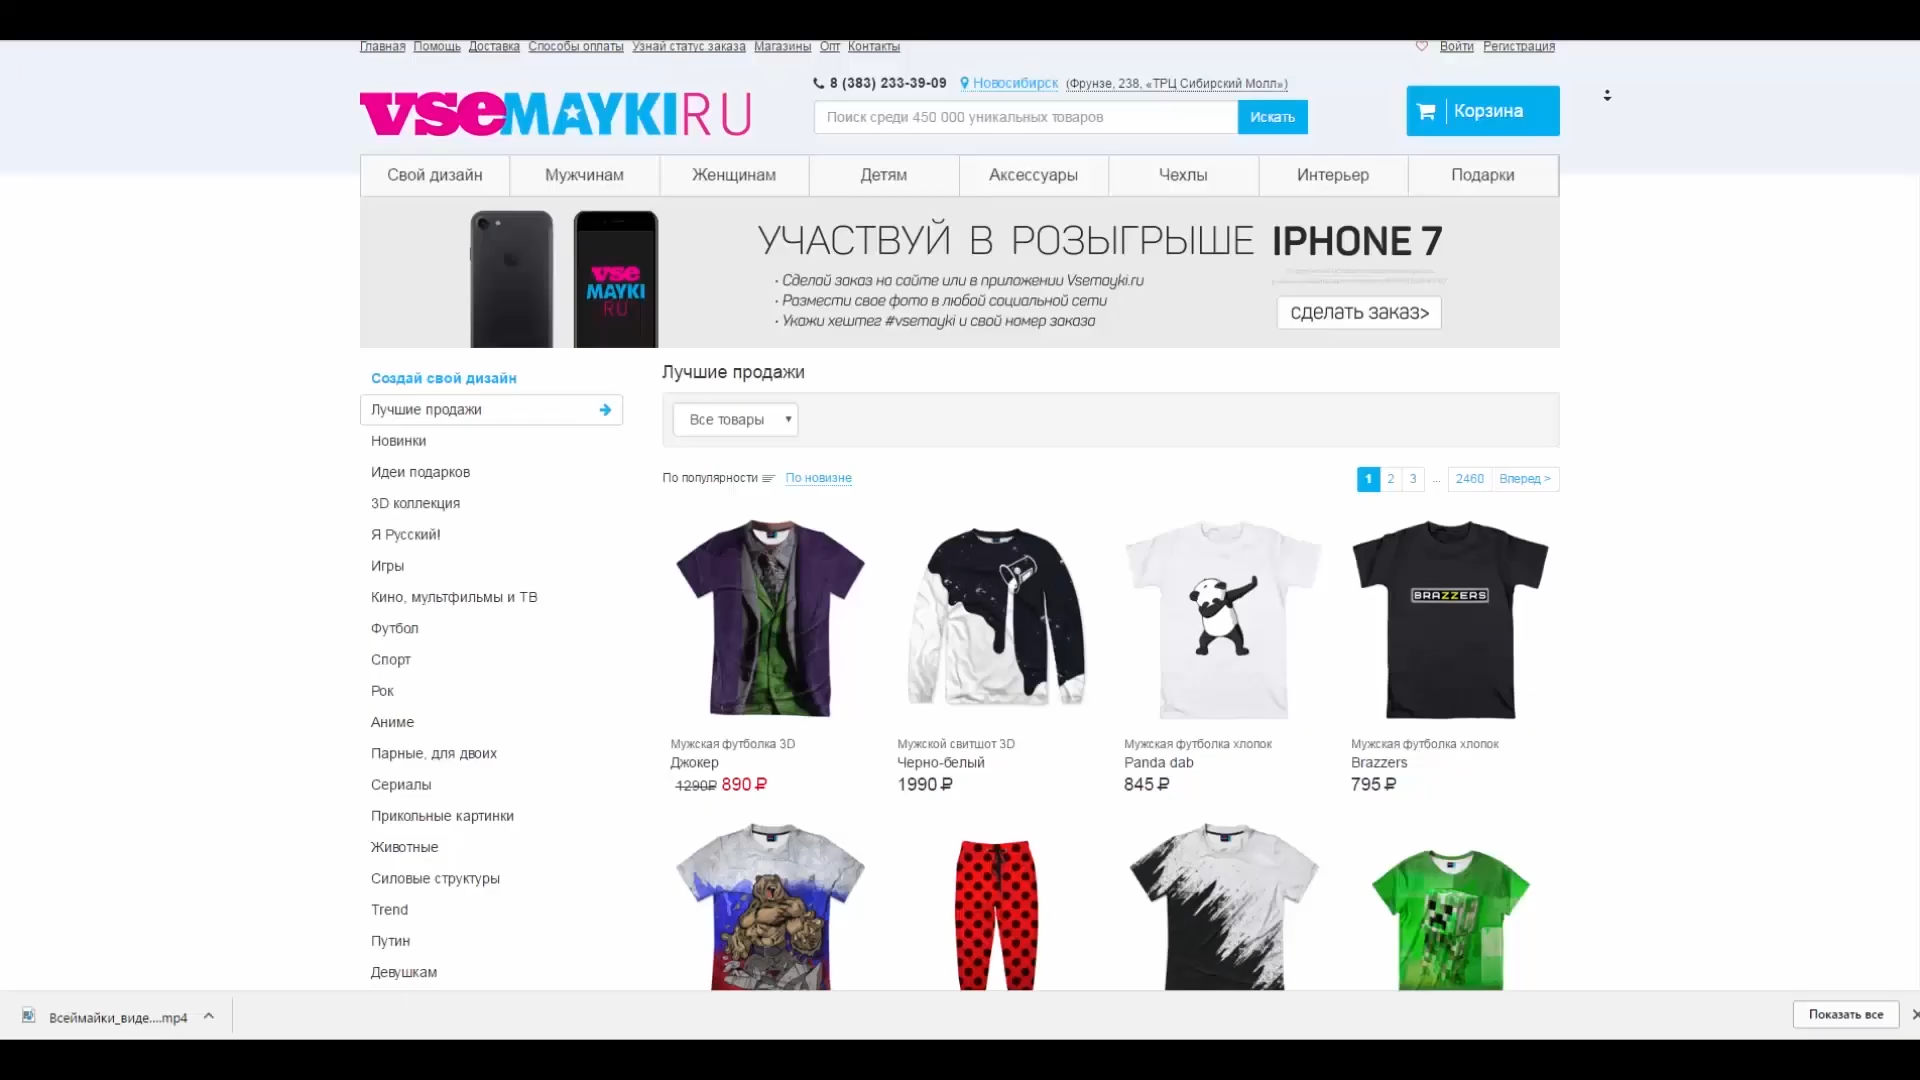 Главная Помощь Доставка Способы оплаты Узнай статус заказа Магазины Опт Контакты
Войти Регистрация
8 (383) 233-39-09 Новосибирск (Фрунзе, 238, «ТРЦ Сибирский Молл»)
VSEMAYKIRU
Поиск среди 450 000 уникальных товаров
Искать
Корзина
Свой дизайн Мужчинам Женщинам Детям Аксессуары Чехлы Интерьер Подарки
УЧАСТВУЙ В РОЗЫГРЫШЕ IPHONE 7
· Сделай заказ на сайте или в приложении Vsemayki.ru
· Размести свое фото в любой социальной сети
· Укажи хештег #vsemayki и свой номер заказа
сделать заказ>
vse
MAYKI
RU
Создай свой дизайн
Лучшие продажи
Новинки
Идеи подарков
3D коллекция
Я Русский!
Игры
Кино, мультфильмы и ТВ
Футбол
Спорт
Рок
Аниме
Парные, для двоих
Сериалы
Прикольные картинки
Животные
Силовые структуры
Trend
Путин
Девушкам
Лучшие продажи
Все товары
По популярности По новизне
1 2 3 ... 2460 Вперед >
BRAZZERS
Мужская футболка 3D
Джокер
1290₽ 890 ₽
Мужской свитшот 3D
Черно-белый
1990 ₽
Мужская футболка хлопок
Panda dab
845 ₽
Мужская футболка хлопок
Brazzers
795 ₽
Всеймайки_виде....mp4
Показать все